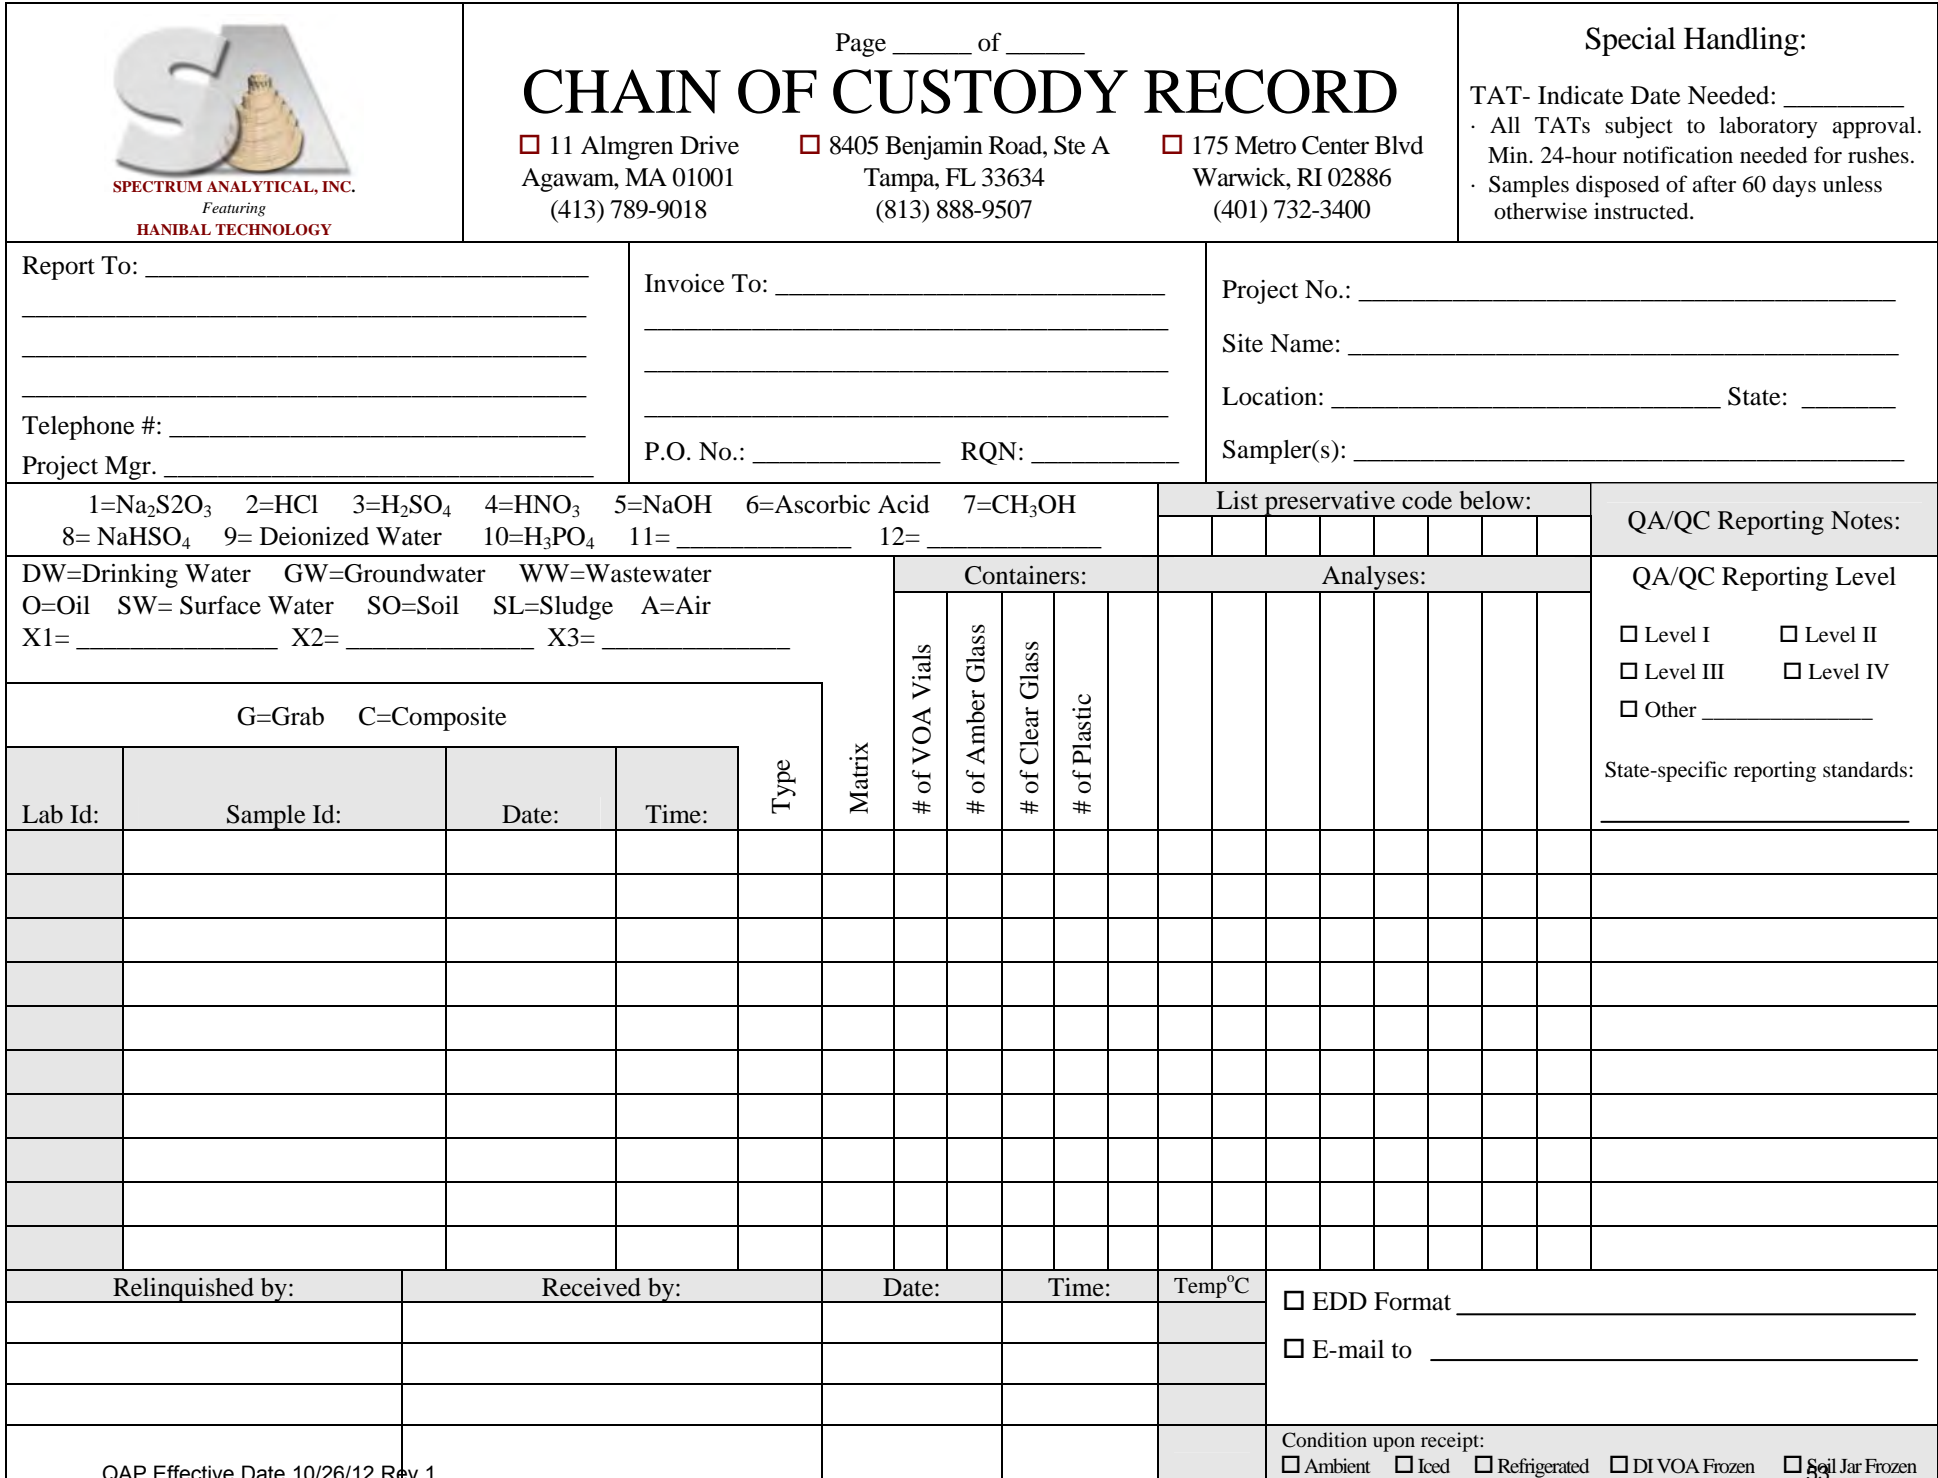 SA
SPECTRUM ANALYTICAL, INC.
Featuring
HANIBAL TECHNOLOGY
Page ______ of ______
CHAIN OF CUSTODY RECORD
☐ 11 Almgren Drive
Agawam, MA 01001
(413) 789-9018
☐ 8405 Benjamin Road, Ste A
Tampa, FL 33634
(813) 888-9507
☐ 175 Metro Center Blvd
Warwick, RI 02886
(401) 732-3400
Special Handling:
TAT- Indicate Date Needed: _________
· All TATs subject to laboratory approval.
Min. 24-hour notification needed for rushes.
· Samples disposed of after 60 days unless
otherwise instructed.
Report To: _________________________________
Telephone #: _______________________________
Project Mgr. ________________________________
Invoice To: _____________________________
P.O. No.: ______________ RQN: ___________
Project No.: ________________________________________
Site Name: _________________________________________
Location: _____________________________ State: _______
Sampler(s): _________________________________________
1=Na₂S2O₃ 2=HCl 3=H₂SO₄ 4=HNO₃ 5=NaOH 6=Ascorbic Acid 7=CH₃OH
8= NaHSO₄ 9= Deionized Water 10=H₃PO₄ 11= _____________ 12= _____________
List preservative code below:
QA/QC Reporting Notes:
DW=Drinking Water GW=Groundwater WW=Wastewater
O=Oil SW= Surface Water SO=Soil SL=Sludge A=Air
X1= _______________ X2= ______________ X3= ______________
G=Grab C=Composite
Lab Id:
Sample Id:
Date:
Time:
Type
Matrix
Containers:
# of VOA Vials
# of Amber Glass
# of Clear Glass
# of Plastic
Analyses:
QA/QC Reporting Level
☐ Level I ☐ Level II
☐ Level III ☐ Level IV
☐ Other _______________
State-specific reporting standards:
Relinquished by:
Received by:
Date:
Time:
Temp°C
☐ EDD Format
☐ E-mail to
Condition upon receipt:
☐ Ambient ☐ Iced ☐ Refrigerated ☐ DI VOA Frozen ☐ Soil Jar Frozen
QAP Effective Date 10/26/12 Rev 1
53